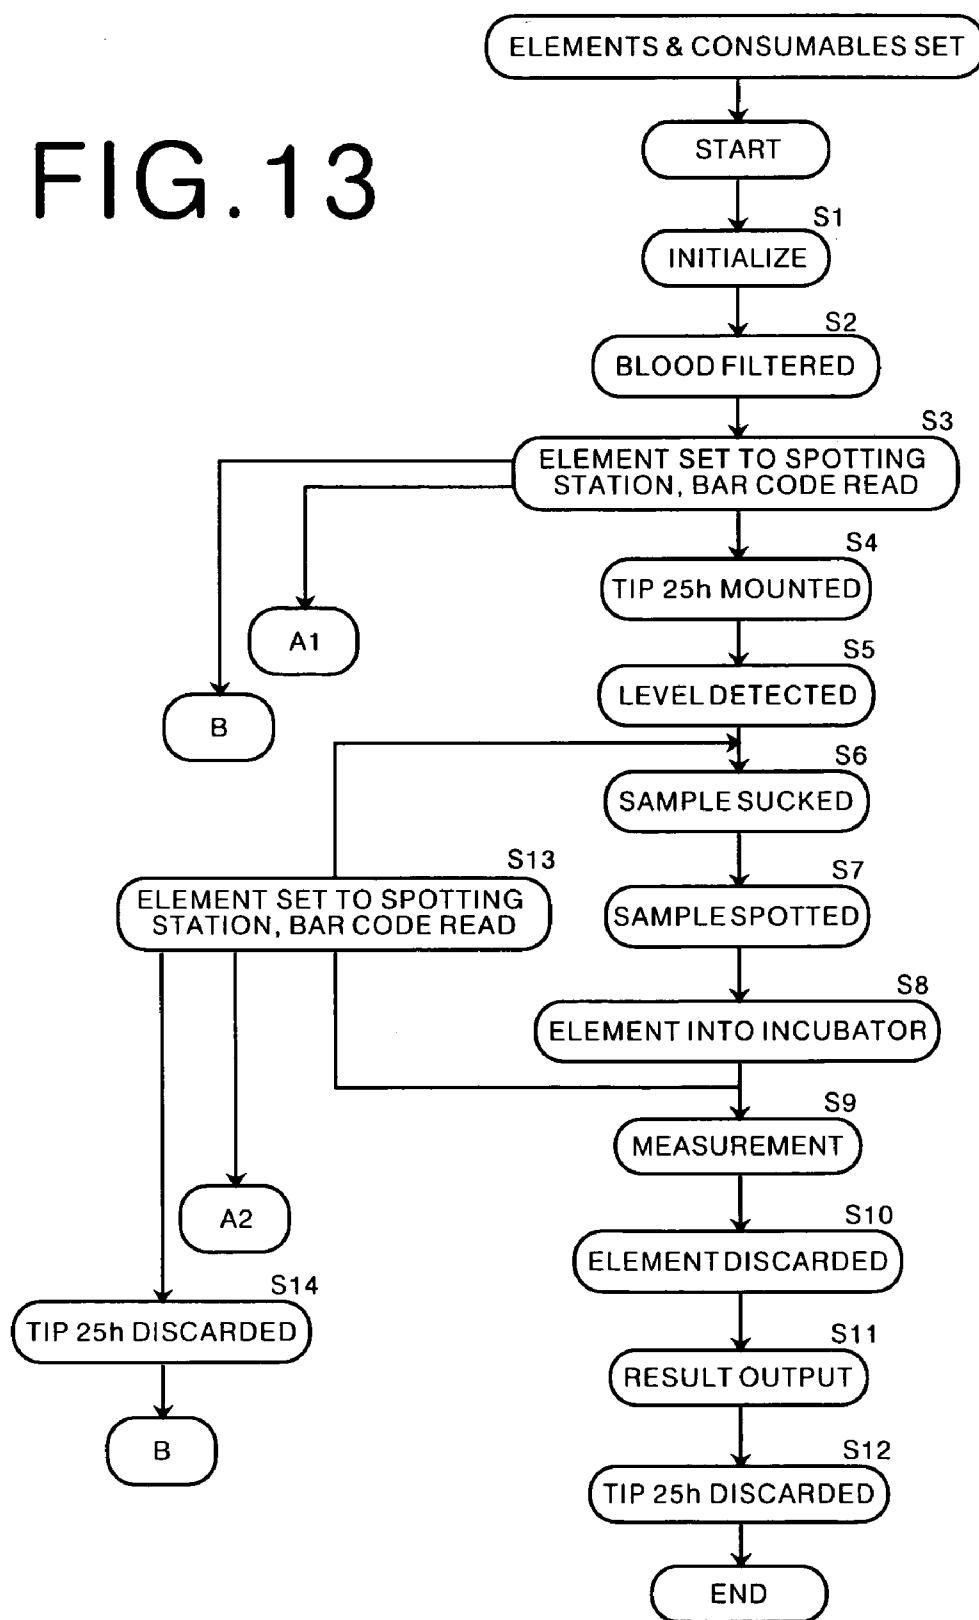 ELEMENTS & CONSUMABLES SET
START
FIG.13
S1
INITIALIZE
S2
BLOOD FILTERED
S3
ELEMENT SET TO SPOTTING
STATION, BAR CODE READ
S4
TIP 25h MOUNTED
A1
S5
LEVEL DETECTED
B
S6
SAMPLE SUCKED
S13
ELEMENT SET TO SPOTTING
STATION, BAR CODE READ
S7
SAMPLE SPOTTED
S8
ELEMENT INTO INCUBATOR
S9
MEASUREMENT
A2
S10
ELEMENT DISCARDED
S14
TIP 25h DISCARDED
S11
RESULT OUTPUT
B
S12
TIP 25h DISCARDED
END